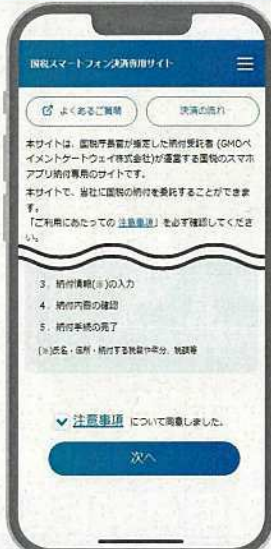 国税スマートフォン決済専用サイト
よくあるご質問
決済の流れ
本サイトは、国税庁長官が指定した納付受託者(GMOペ
イメントゲートウェイ株式会社)が運営する国税のスマホ
アプリ納付専用のサイトです。
本サイトで、当社に国税の納付を委託することができま
す。
「ご利用にあたっての注意事項」を必ず確認してくださ
い。
3. 納付情報(※)の入力
4. 納付内容の確認
5. 納付手続の完了
(※)氏名・住所・納付する税目や年分、税額等
注意事項 について同意しました。
次へ